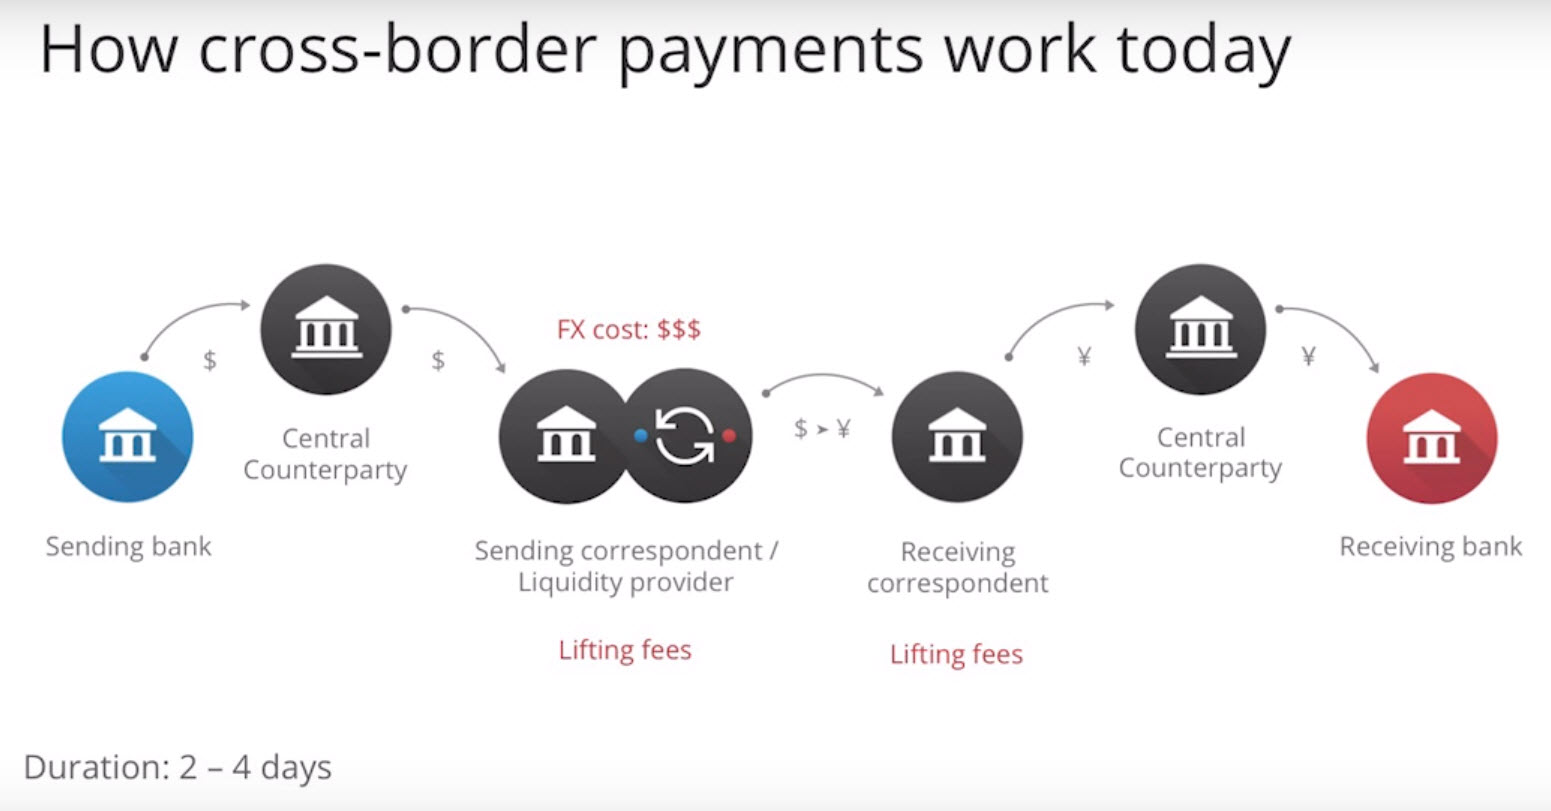 How cross-border payments work today
FX cost: $$$
$
$
$ ➤ ¥
¥
¥
Sending bank
Central
Counterparty
Sending correspondent /
Liquidity provider
Lifting fees
Receiving
correspondent
Lifting fees
Central
Counterparty
Receiving bank
Duration: 2 – 4 days